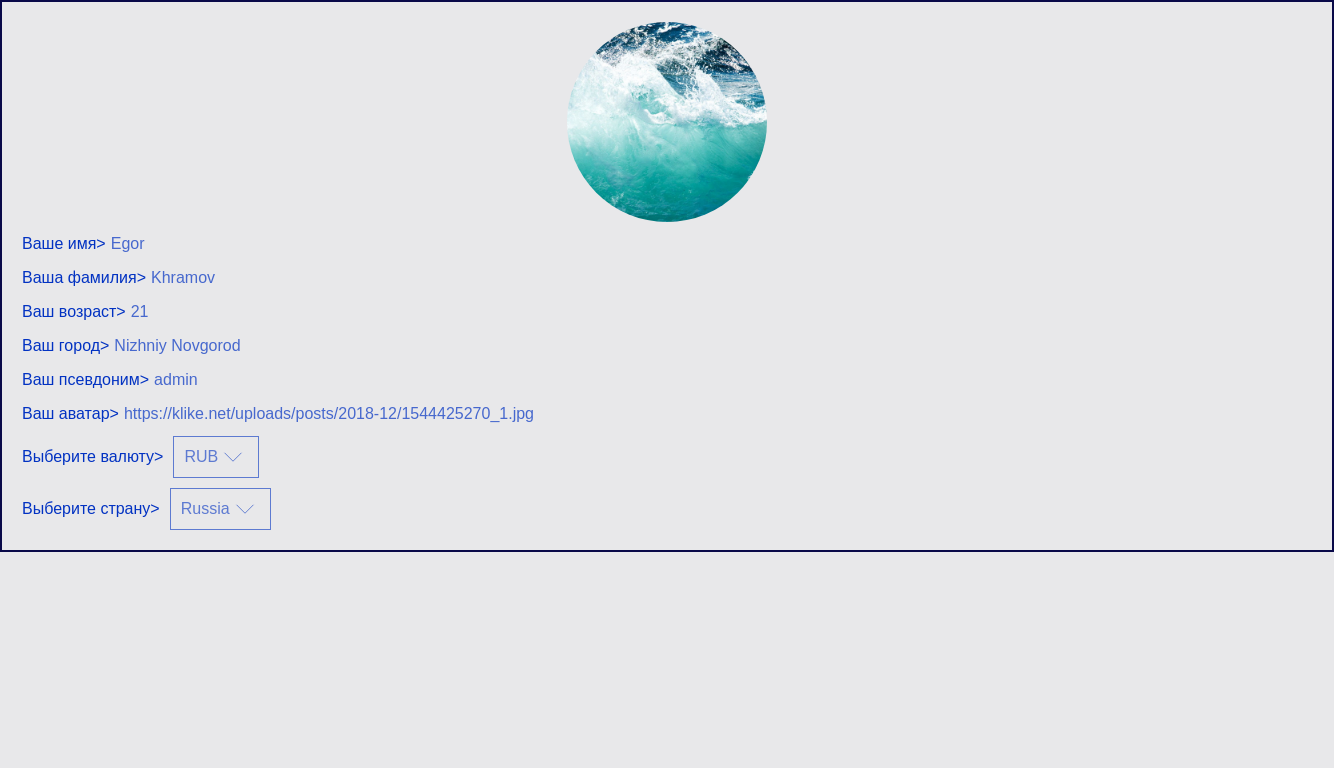 Ваше имя> Egor
Ваша фамилия> Khramov
Ваш возраст> 21
Ваш город> Nizhniy Novgorod
Ваш псевдоним> admin
Ваш аватар> https://klike.net/uploads/posts/2018-12/1544425270_1.jpg
Выберите валюту> RUB
Выберите страну> Russia